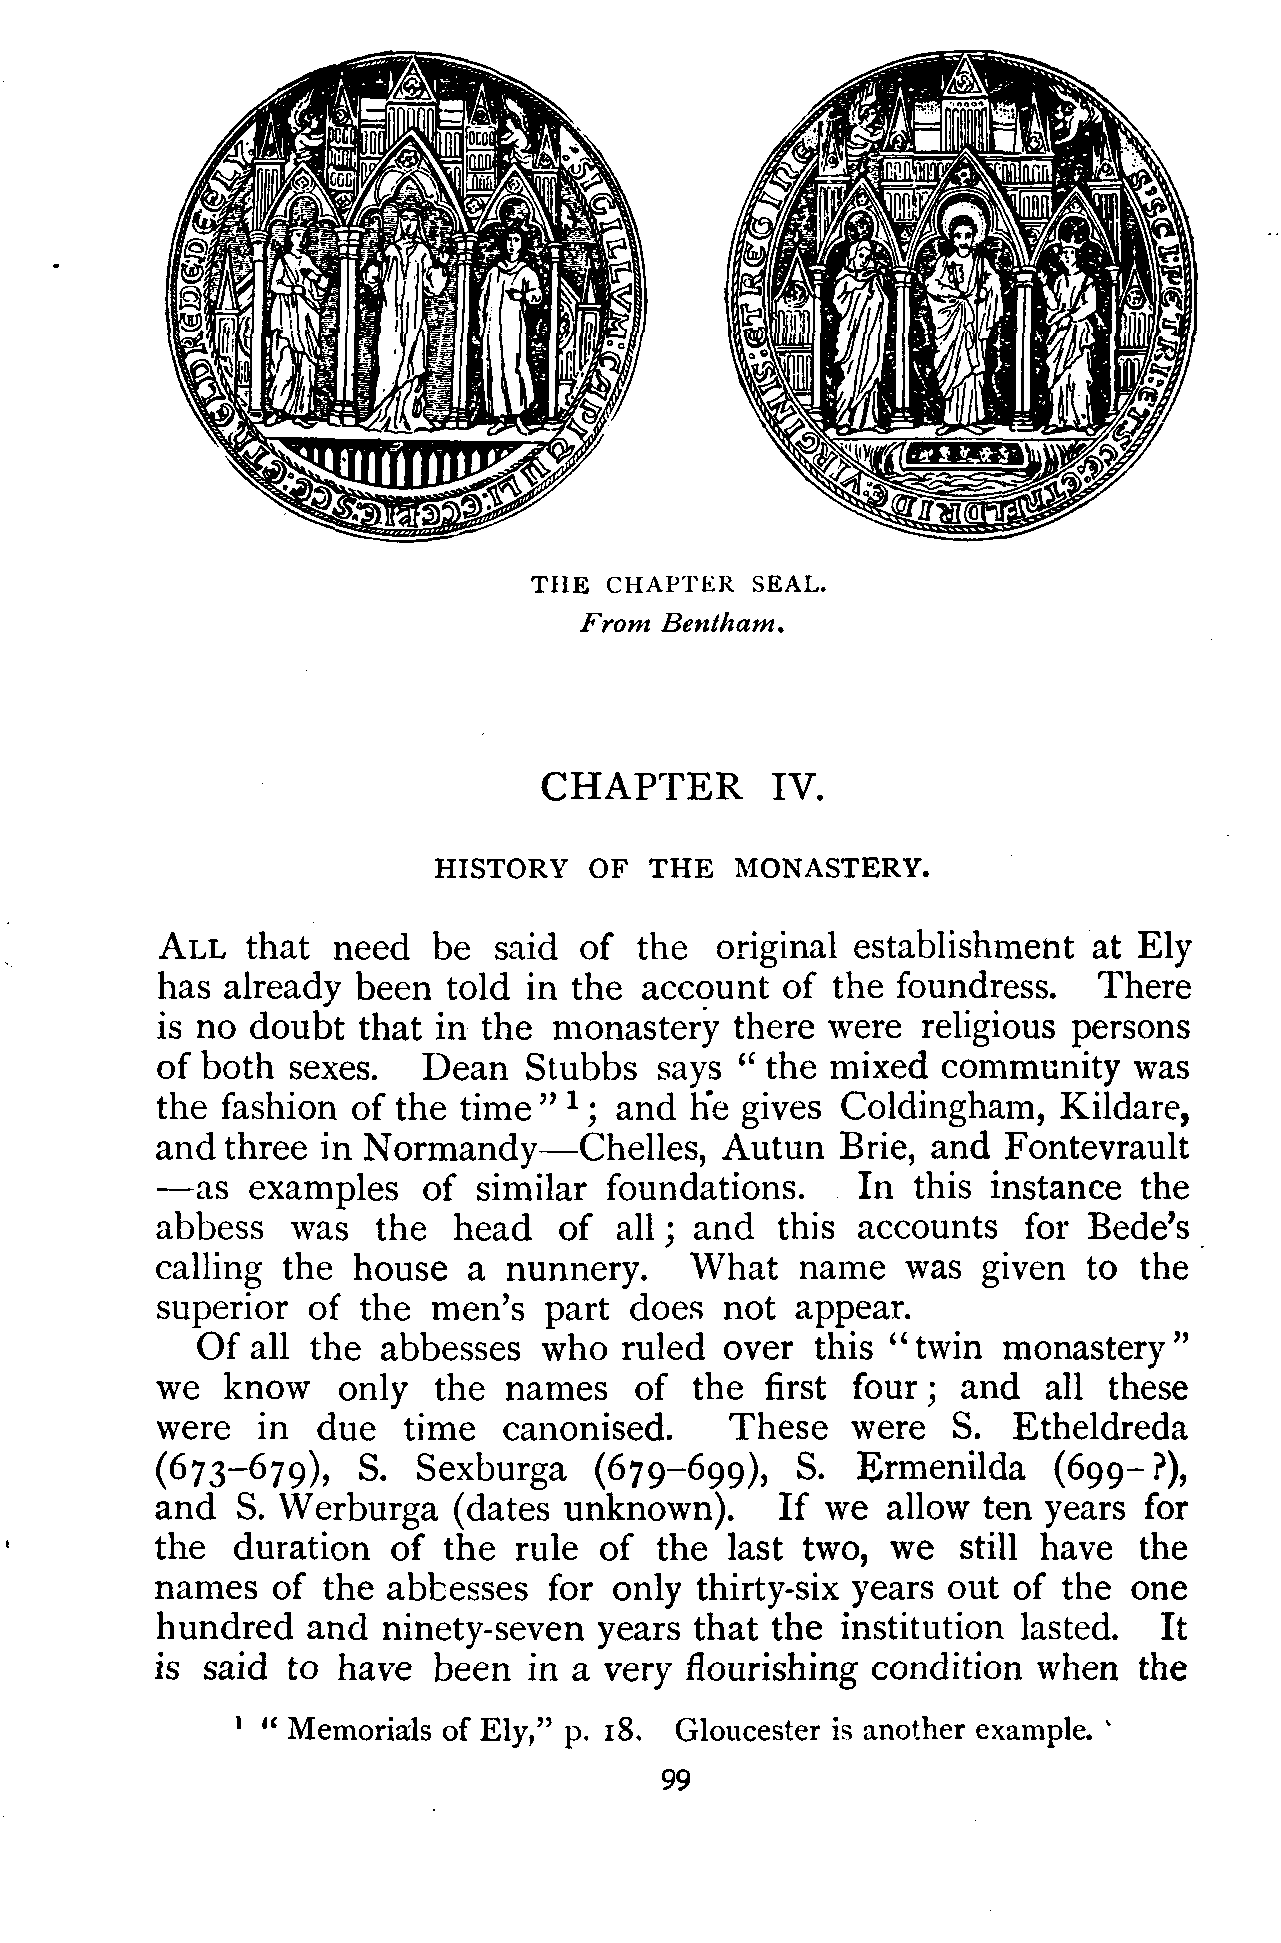 SIGILLVM : CAPITULI : ECCE
THE CHAPTER SEAL.
From Bentham.
CHAPTER IV.
HISTORY OF THE MONASTERY.
ALL that need be said of the original establishment at Ely
has already been told in the account of the foundress. There
is no doubt that in the monastery there were religious persons
of both sexes. Dean Stubbs says “ the mixed community was
the fashion of the time ” ¹ ; and he gives Coldingham, Kildare,
and three in Normandy—Chelles, Autun Brie, and Fontevrault
—as examples of similar foundations. In this instance the
abbess was the head of all ; and this accounts for Bede's
calling the house a nunnery. What name was given to the
superior of the men's part does not appear.
Of all the abbesses who ruled over this “ twin monastery ”
we know only the names of the first four ; and all these
were in due time canonised. These were S. Etheldreda
(673–679), S. Sexburga (679–699), S. Ermenilda (699– ?),
and S. Werburga (dates unknown). If we allow ten years for
the duration of the rule of the last two, we still have the
names of the abbesses for only thirty-six years out of the one
hundred and ninety-seven years that the institution lasted. It
is said to have been in a very flourishing condition when the
¹ “ Memorials of Ely,” p. 18. Gloucester is another example.
99